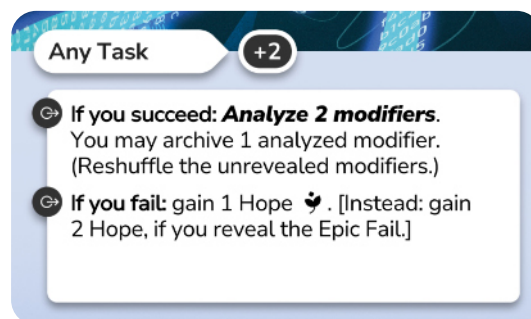 Any Task +2
If you succeed: Analyze 2 modifiers.
You may archive 1 analyzed modifier.
(Reshuffle the unrevealed modifiers.)
If you fail: gain 1 Hope . [Instead: gain
2 Hope, if you reveal the Epic Fail.]